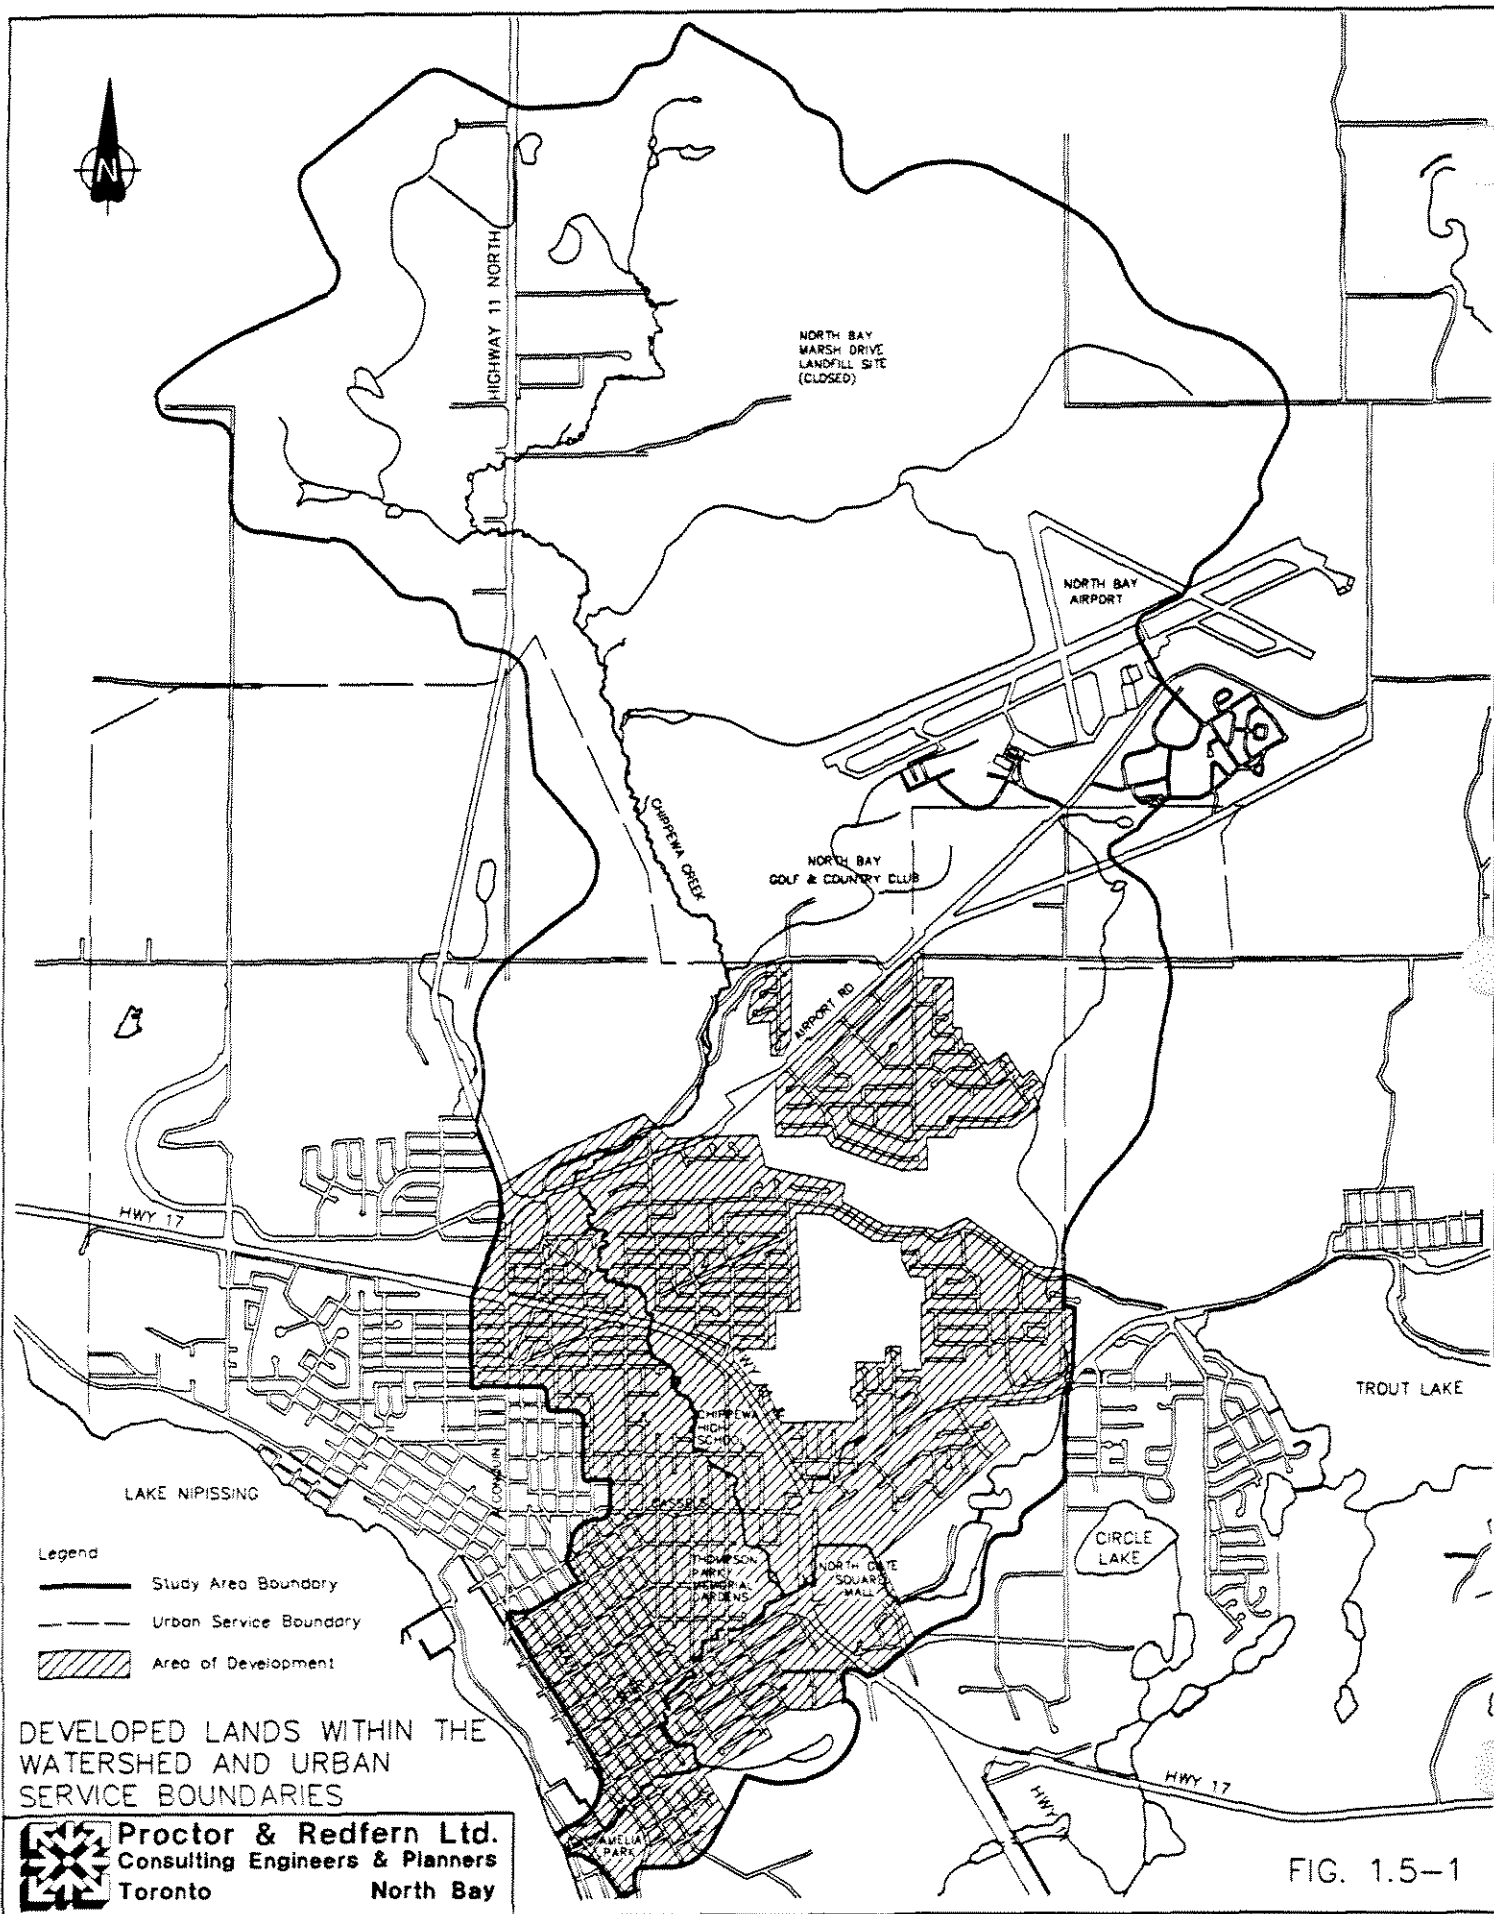 N
HIGHWAY 11 NORTH
NORTH BAY
MARSH DRIVE
LANDFILL SITE
(CLOSED)
NORTH BAY
AIRPORT
CHIPPEWA CREEK
NORTH BAY
GOLF & COUNTRY CLUB
AIRPORT RD
HWY 17
CHIPPEWA
HIGH
SCHOOL
TROUT LAKE
ALGONQUIN
LAKE NIPISSING
CASSELS
CIRCLE
LAKE
THOMPSON
PARK/
MEMORIAL
GARDENS
NORTH GATE
SQUARE
MALL
Legend
Study Area Boundary
Urban Service Boundary
Area of Development
DEVELOPED LANDS WITHIN THE
WATERSHED AND URBAN
SERVICE BOUNDARIES
HWY 17
HWY
AMELIA
PARK
Proctor & Redfern Ltd.
Consulting Engineers & Planners
Toronto North Bay
FIG. 1.5-1